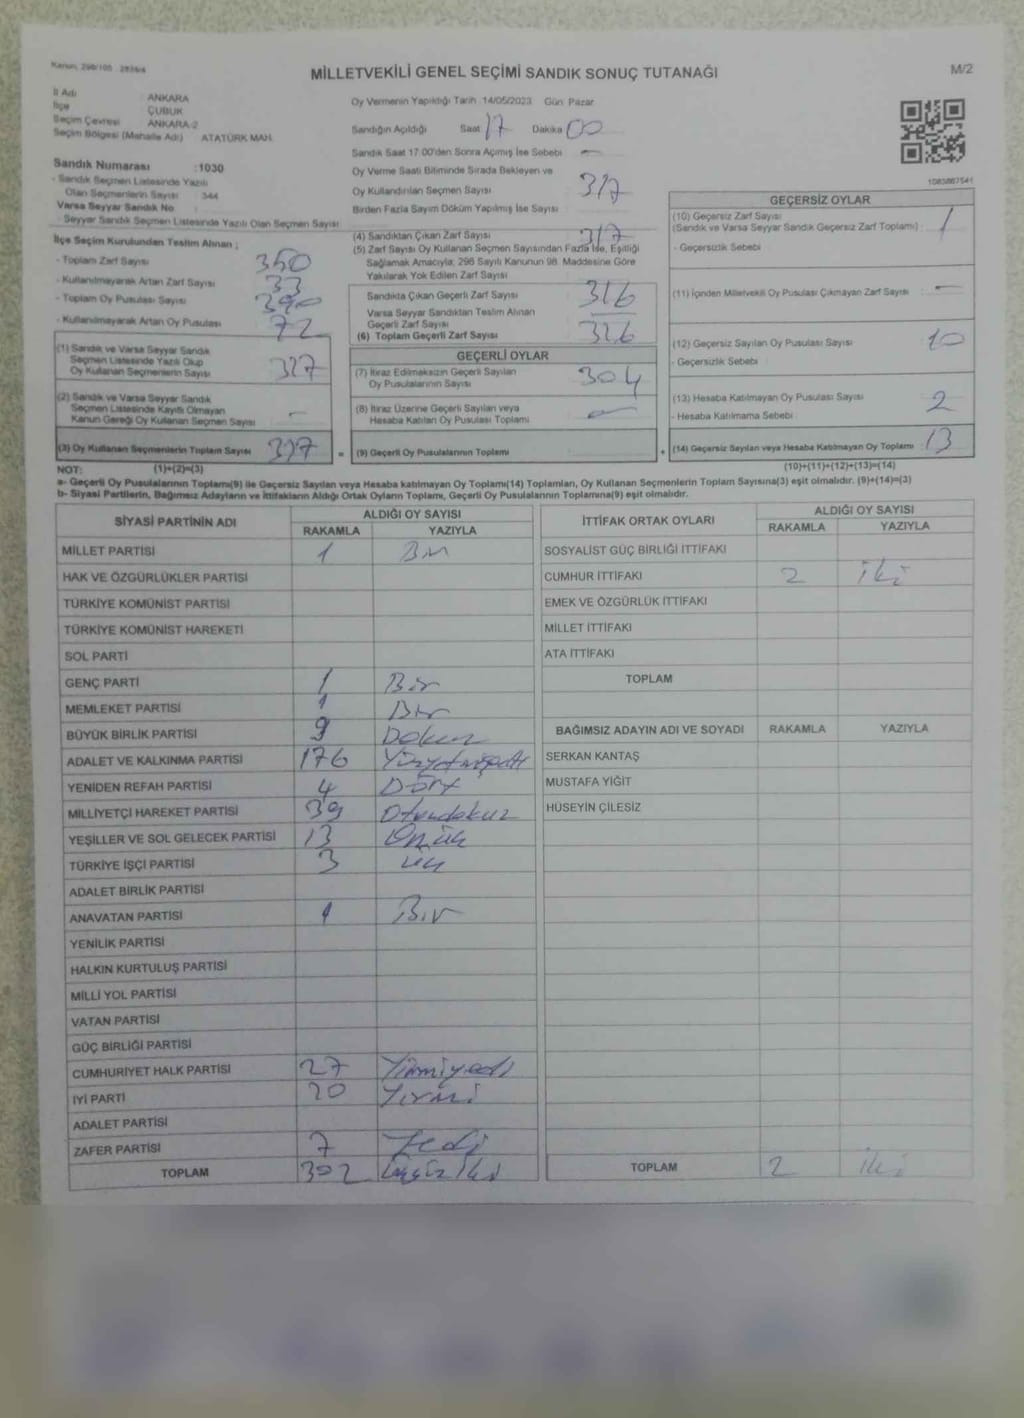 Kanun, 298/105 2839/4
MİLLETVEKİLİ GENEL SEÇİMİ SANDIK SONUÇ TUTANAĞI
M/2
İl Adı ANKARA
İlçe ÇUBUK
Seçim Çevresi ANKARA-2
Seçim Bölgesi (Mahalle Adı) ATATÜRK MAH.
Sandık Numarası :1030
- Sandık Seçmen Listesinde Yazılı
Olan Seçmenlerin Sayısı : 344
Varsa Seyyar Sandık No :
- Seyyar Sandık Seçmen Listesinde Yazılı Olan Seçmen Sayısı
İlçe Seçim Kurulundan Teslim Alınan ;
- Toplam Zarf Sayısı 350
- Kullanılmayarak Artan Zarf Sayısı 33
- Toplam Oy Pusulası Sayısı 390
- Kullanılmayarak Artan Oy Pusulası 72
(1) Sandık ve Varsa Seyyar Sandık
Seçmen Listesinde Yazılı Olup
Oy Kullanan Seçmenlerin Sayısı 317
(2) Sandık ve Varsa Seyyar Sandık
Seçmen Listesinde Kayıtlı Olmayan
Kanun Gereği Oy Kullanan Seçmen Sayısı -
(3) Oy Kullanan Seçmenlerin Toplam Sayısı 317 =
Oy Vermenin Yapıldığı Tarih :14/05/2023 Gün: Pazar
Sandığın Açıldığı Saat 17 Dakika 00
Sandık Saat 17:00'den Sonra Açımış İse Sebebi -
Oy Verme Saati Bitiminde Sırada Bekleyen ve
Oy Kullandırılan Seçmen Sayısı 317
Birden Fazla Sayım Döküm Yapılmış İse Sayısı
(4) Sandıktan Çıkan Zarf Sayısı 317
(5) Zarf Sayısı Oy Kullanan Seçmen Sayısından Fazla İse, Eşitliği
Sağlamak Amacıyla; 298 Sayılı Kanunun 98. Maddesine Göre
Yakılarak Yok Edilen Zarf Sayısı
Sandıkta Çıkan Geçerli Zarf Sayısı 316
Varsa Seyyar Sandıktan Teslim Alınan
Geçerli Zarf Sayısı
(6) Toplam Geçerli Zarf Sayısı 316
GEÇERLİ OYLAR
(7) İtiraz Edilmeksizin Geçerli Sayılan
Oy Pusulalarının Sayısı 304
(8) İtiraz Üzerine Geçerli Sayılan veya
Hesaba Katılan Oy Pusulası Toplamı -
(9) Geçerli Oy Pusulalarının Toplamı +
1083887541
GEÇERSİZ OYLAR
(10) Geçersiz Zarf Sayısı
(Sandık ve Varsa Seyyar Sandık Geçersiz Zarf Toplamı) 1
- Geçersizlik Sebebi
(11) İçinden Milletvekili Oy Pusulası Çıkmayan Zarf Sayısı -
(12) Geçersiz Sayılan Oy Pusulası Sayısı 10
- Geçersizlik Sebebi
(13) Hesaba Katılmayan Oy Pusulası Sayısı 2
- Hesaba Katılmama Sebebi
(14) Geçersiz Sayılan veya Hesaba Katılmayan Oy Toplamı 13
NOT: (1)+(2)=(3) (10)+(11)+(12)+(13)=(14)
a- Geçerli Oy Pusulalarının Toplamı(9) ile Geçersiz Sayılan veya Hesaba katılmayan Oy Toplamı(14) Toplamları, Oy Kullanan Seçmenlerin Toplam Sayısına(3) eşit olmalıdır. (9)+(14)=(3)
b- Siyasi Partilerin, Bağımsız Adayların ve İttifakların Aldığı Ortak Oyların Toplamı, Geçerli Oy Pusulalarının Toplamına(9) eşit olmalıdır.
SİYASİ PARTİNİN ADI
ALDIĞI OY SAYISI
RAKAMLA YAZIYLA
MİLLET PARTİSİ 1 Bir
HAK VE ÖZGÜRLÜKLER PARTİSİ
TÜRKİYE KOMÜNİST PARTİSİ
TÜRKİYE KOMÜNİST HAREKETİ
SOL PARTİ
GENÇ PARTİ 1 Bir
MEMLEKET PARTİSİ 1 Bir
BÜYÜK BİRLİK PARTİSİ 9 Dokuz
ADALET VE KALKINMA PARTİSİ 176 Yüzyetmişaltı
YENİDEN REFAH PARTİSİ 4 Dört
MİLLİYETÇİ HAREKET PARTİSİ 39 Otuzdokuz
YEŞİLLER VE SOL GELECEK PARTİSİ 13 Onüç
TÜRKİYE İŞÇİ PARTİSİ 3 Üç
ADALET BİRLİK PARTİSİ
ANAVATAN PARTİSİ 1 Bir
YENİLİK PARTİSİ
HALKIN KURTULUŞ PARTİSİ
MİLLİ YOL PARTİSİ
VATAN PARTİSİ
GÜÇ BİRLİĞİ PARTİSİ
CUMHURİYET HALK PARTİSİ 27 Yirmiyedi
İYİ PARTİ 20 Yirmi
ADALET PARTİSİ
ZAFER PARTİSİ 7 Yedi
TOPLAM 302 Üçyüz iki
İTTİFAK ORTAK OYLARI
ALDIĞI OY SAYISI
RAKAMLA YAZIYLA
SOSYALİST GÜÇ BİRLİĞİ İTTİFAKI
CUMHUR İTTİFAKI 2 İki
EMEK VE ÖZGÜRLÜK İTTİFAKI
MİLLET İTTİFAKI
ATA İTTİFAKI
TOPLAM
BAĞIMSIZ ADAYIN ADI VE SOYADI RAKAMLA YAZIYLA
SERKAN KANTAŞ
MUSTAFA YİĞİT
HÜSEYİN ÇİLESİZ
TOPLAM 2 iki